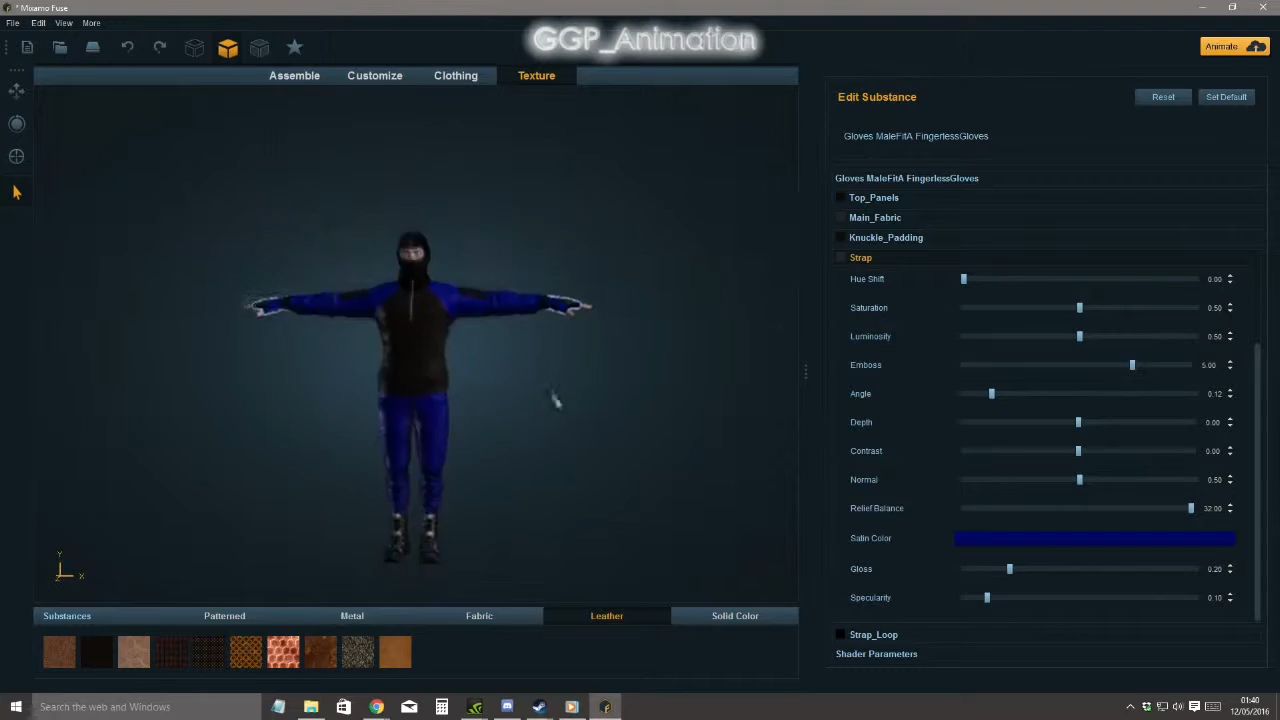 * Mixamo Fuse
File Edit View More
GGP_Animation
Animate
Assemble Customize Clothing Texture
Edit Substance
Reset
Set Default
Gloves MaleFitA FingerlessGloves
Gloves MaleFitA FingerlessGloves
Top_Panels
Main_Fabric
Knuckle_Padding
Strap
Hue Shift 0.00
Saturation 0.50
Luminosity 0.50
Emboss 5.00
Angle 0.12
Depth 0.00
Contrast 0.00
Normal 0.50
Relief Balance 32.00
Satin Color
Gloss 0.20
Specularity 0.10
Strap_Loop
Shader Parameters
Y
Z X
Substances Patterned Metal Fabric Leather Solid Color
Search the web and Windows
01:40
12/05/2016